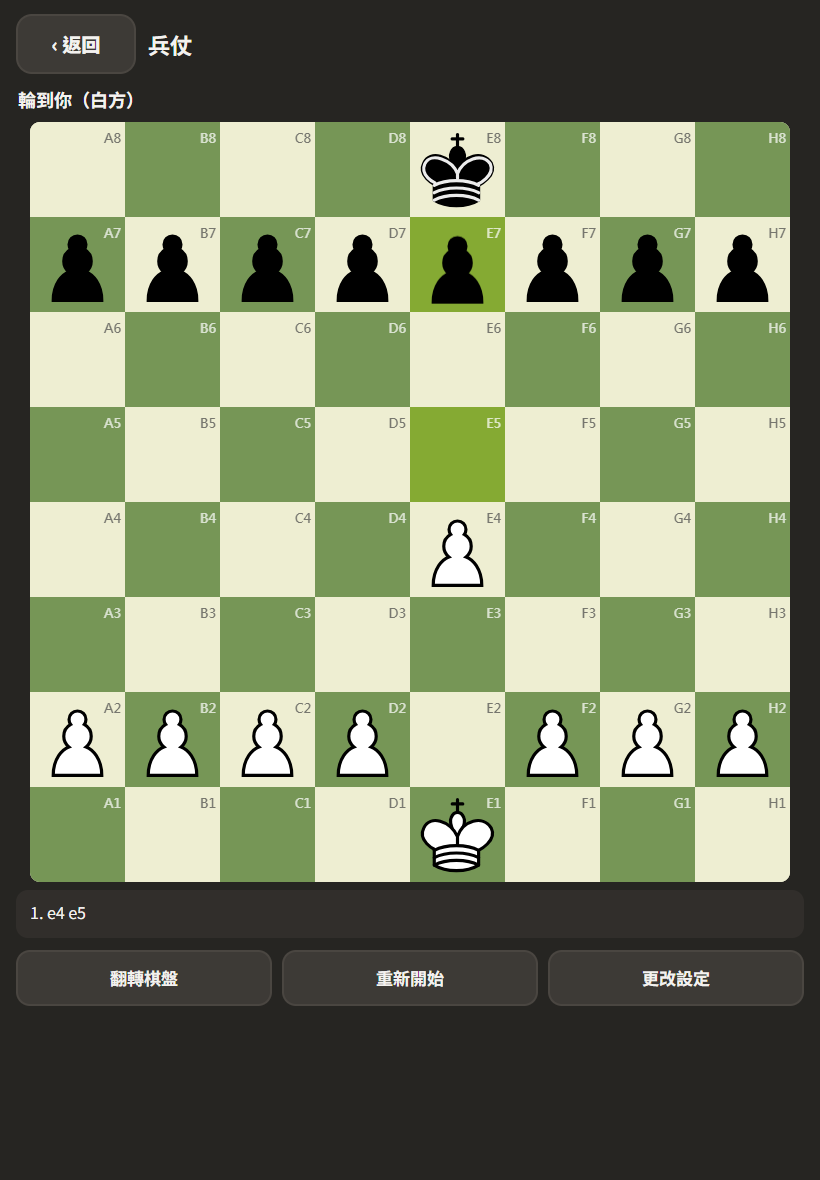 ‹ 返回 兵仗
輪到你（白方）
A8 B8 C8 D8 E8 F8 G8 H8
A7 B7 C7 D7 E7 F7 G7 H7
A6 B6 C6 D6 E6 F6 G6 H6
A5 B5 C5 D5 E5 F5 G5 H5
A4 B4 C4 D4 E4 F4 G4 H4
A3 B3 C3 D3 E3 F3 G3 H3
A2 B2 C2 D2 E2 F2 G2 H2
A1 B1 C1 D1 E1 F1 G1 H1
1. e4 e5
翻轉棋盤 重新開始 更改設定